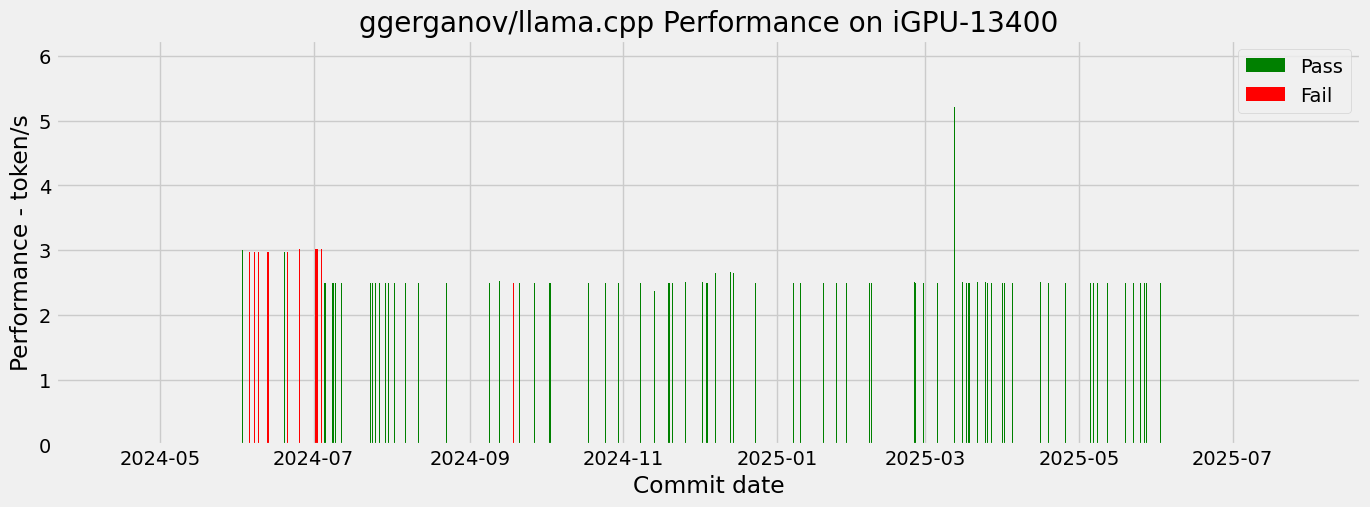 ggerganov/llama.cpp Performance on iGPU-13400
Performance - token/s
6
5
4
3
2
1
0
Pass
Fail
2024-05 2024-07 2024-09 2024-11 2025-01 2025-03 2025-05 2025-07
Commit date